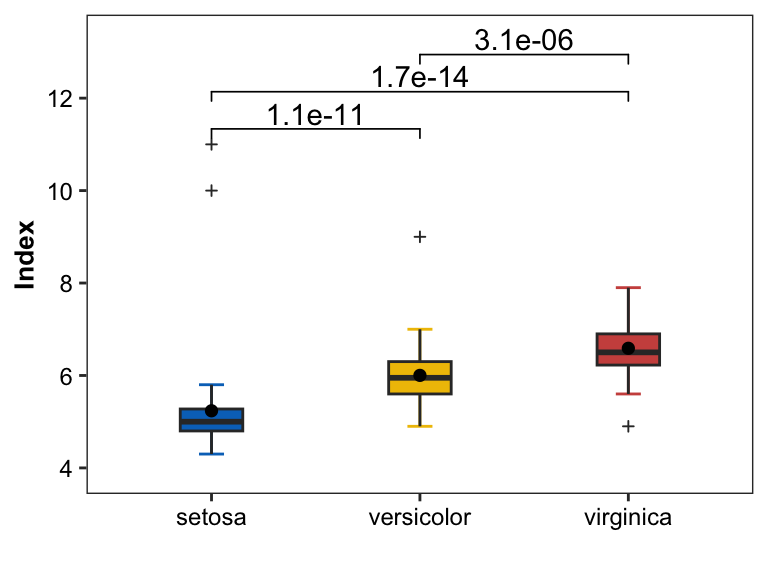 3.1e-06
1.7e-14
1.1e-11
12
10
8
6
4
Index
setosa
versicolor
virginica